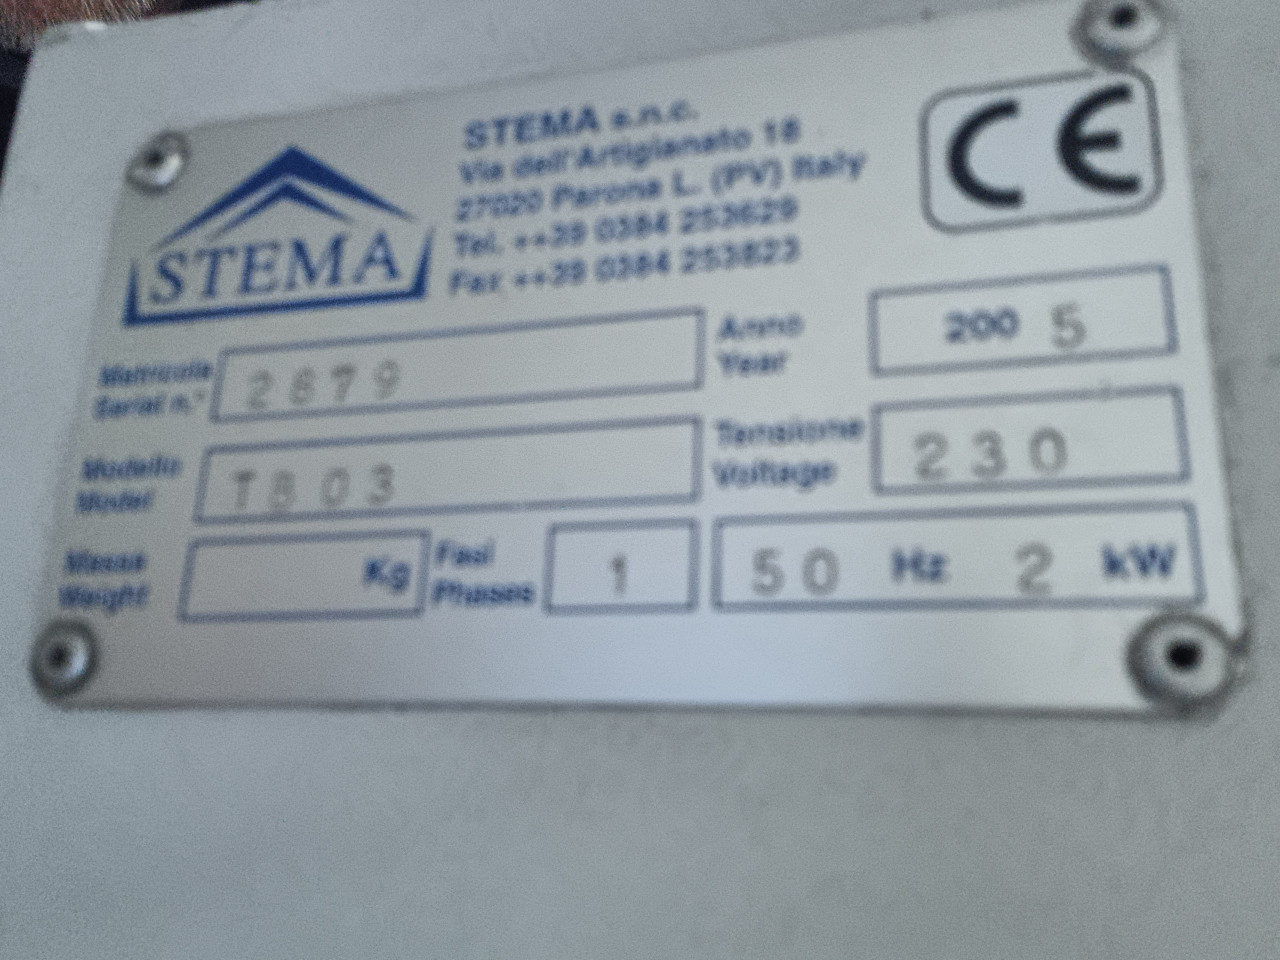 STEMA
STEMA s.n.c.
Via dell'Artigianato 18
27020 Parona L. (PV) Italy
Tel. ++39 0384 253629
Fax ++39 0384 253823
CE
Matricola
Serial n.°
2679
Anno
Year
200 5
Modello
Model
TB03
Tensione
Voltage
230
Massa
Weight
Kg
Fasi
Phases
1
50 Hz 2 kW